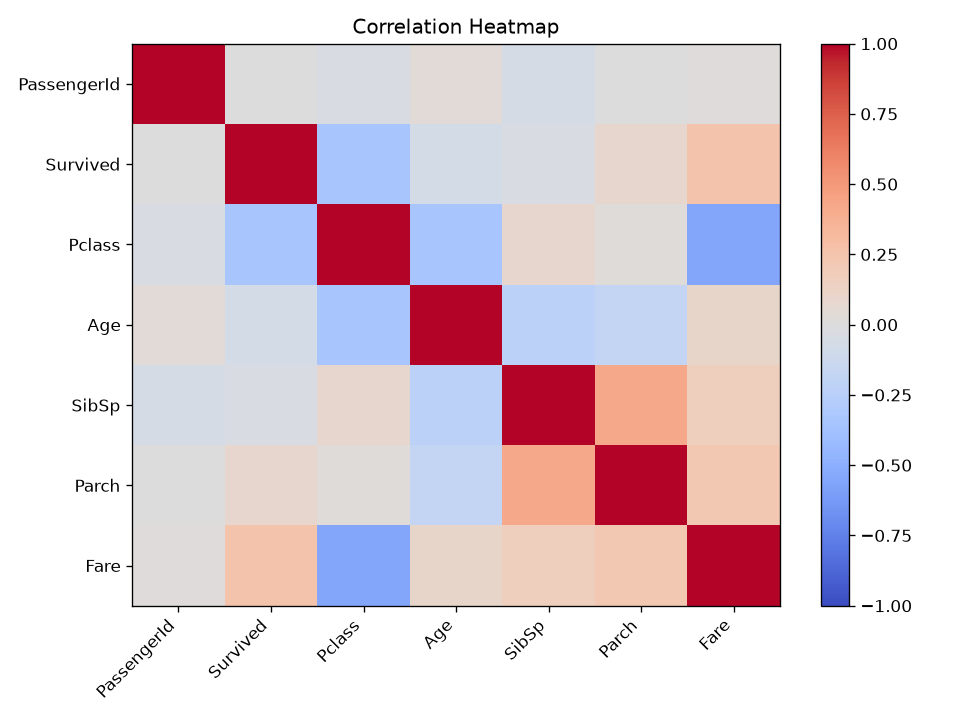 Correlation Heatmap
PassengerId
Survived
Pclass
Age
SibSp
Parch
Fare
PassengerId
Survived
Pclass
Age
SibSp
Parch
Fare
1.00
0.75
0.50
0.25
0.00
−0.25
−0.50
−0.75
−1.00